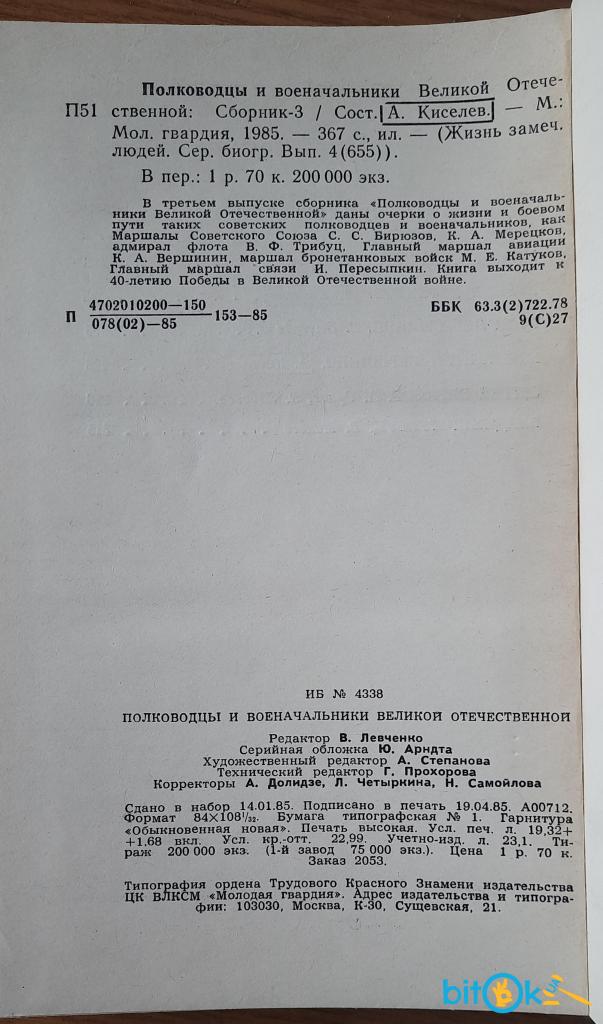 Полководцы и военачальники Великой Отече-
П51 ственной: Сборник-3 / Сост. А. Киселев. — М.:
Мол. гвардия, 1985. — 367 с., ил. — (Жизнь замеч.
людей. Сер. биогр. Вып. 4(655)).
В пер.: 1 р. 70 к. 200 000 экз.
В третьем выпуске сборника «Полководцы и военачаль-
ники Великой Отечественной» даны очерки о жизни и боевом
пути таких советских полководцев и военачальников, как
Маршалы Советского Союза С. С. Бирюзов, К. А. Мерецков,
адмирал флота В. Ф. Трибуц, Главный маршал авиации
К. А. Вершинин, маршал бронетанковых войск М. Е. Катуков,
Главный маршал связи И. Пересыпкин. Книга выходит к
40-летию Победы в Великой Отечественной войне.
П 4702010200—150
078(02)—85 153—85
ББК 63.3(2)722.78
9(С)27
ИБ № 4338
ПОЛКОВОДЦЫ И ВОЕНАЧАЛЬНИКИ ВЕЛИКОЙ ОТЕЧЕСТВЕННОЙ
Редактор В. Левченко
Серийная обложка Ю. Арндта
Художественный редактор А. Степанова
Технический редактор Г. Прохорова
Корректоры А. Долидзе, Л. Четыркина, Н. Самойлова
Сдано в набор 14.01.85. Подписано в печать 19.04.85. А00712.
Формат 84×108¹/₃₂. Бумага типографская № 1. Гарнитура
«Обыкновенная новая». Печать высокая. Усл. печ. л. 19,32+
+1,68 вкл. Усл. кр.-отт. 22,99. Учетно-изд. л. 23,1. Ти-
раж 200 000 экз. (1-й завод 75 000 экз.). Цена 1 р. 70 к.
Заказ 2053.
Типография ордена Трудового Красного Знамени издательства
ЦК ВЛКСМ «Молодая гвардия». Адрес издательства и типогра-
фии: 103030, Москва, К-30, Сущевская, 21.
bitok.ua